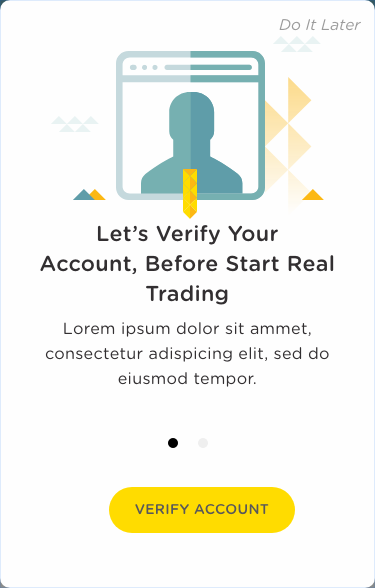 Do It Later
Let’s Verify Your
Account, Before Start Real
Trading
Lorem ipsum dolor sit ammet,
consectetur adispicing elit, sed do
eiusmod tempor.
VERIFY ACCOUNT